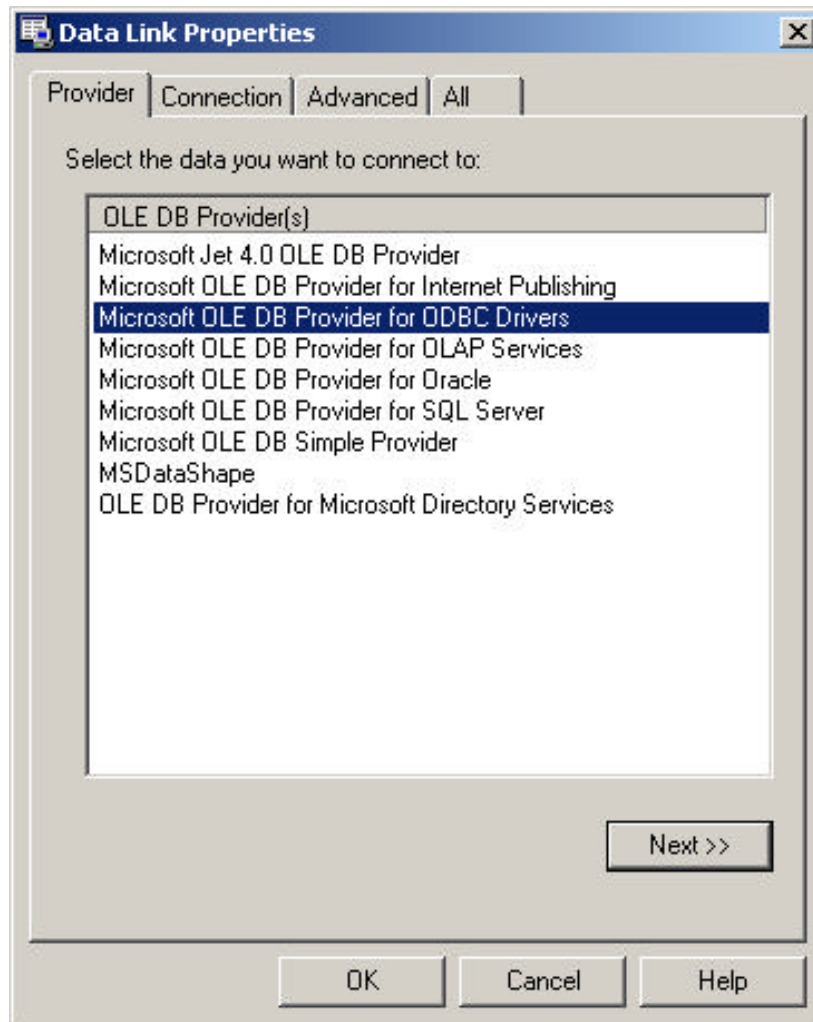 Data Link Properties
Provider Connection Advanced All
Select the data you want to connect to:
OLE DB Provider(s)
Microsoft Jet 4.0 OLE DB Provider
Microsoft OLE DB Provider for Internet Publishing
Microsoft OLE DB Provider for ODBC Drivers
Microsoft OLE DB Provider for OLAP Services
Microsoft OLE DB Provider for Oracle
Microsoft OLE DB Provider for SQL Server
Microsoft OLE DB Simple Provider
MSDataShape
OLE DB Provider for Microsoft Directory Services
Next >>
OK Cancel Help